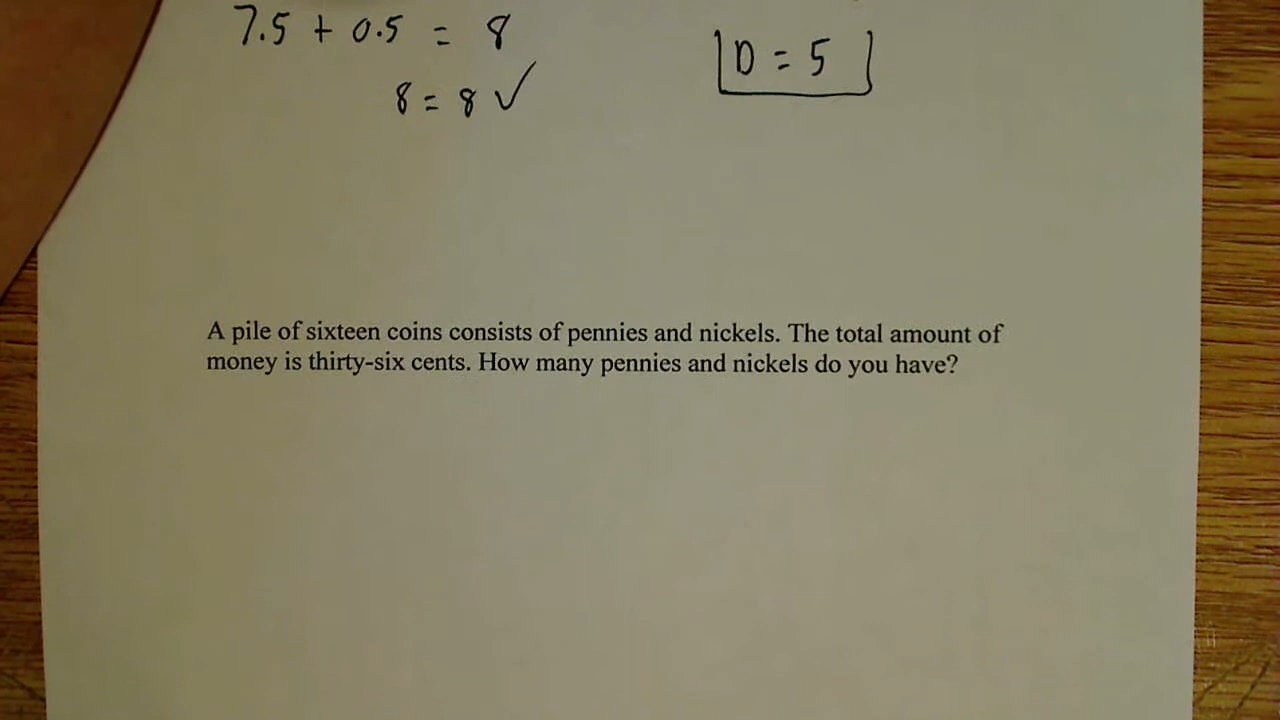 7.5 + 0.5 = 8
D = 5
8 = 8 ✓
A pile of sixteen coins consists of pennies and nickels. The total amount of
money is thirty-six cents. How many pennies and nickels do you have?